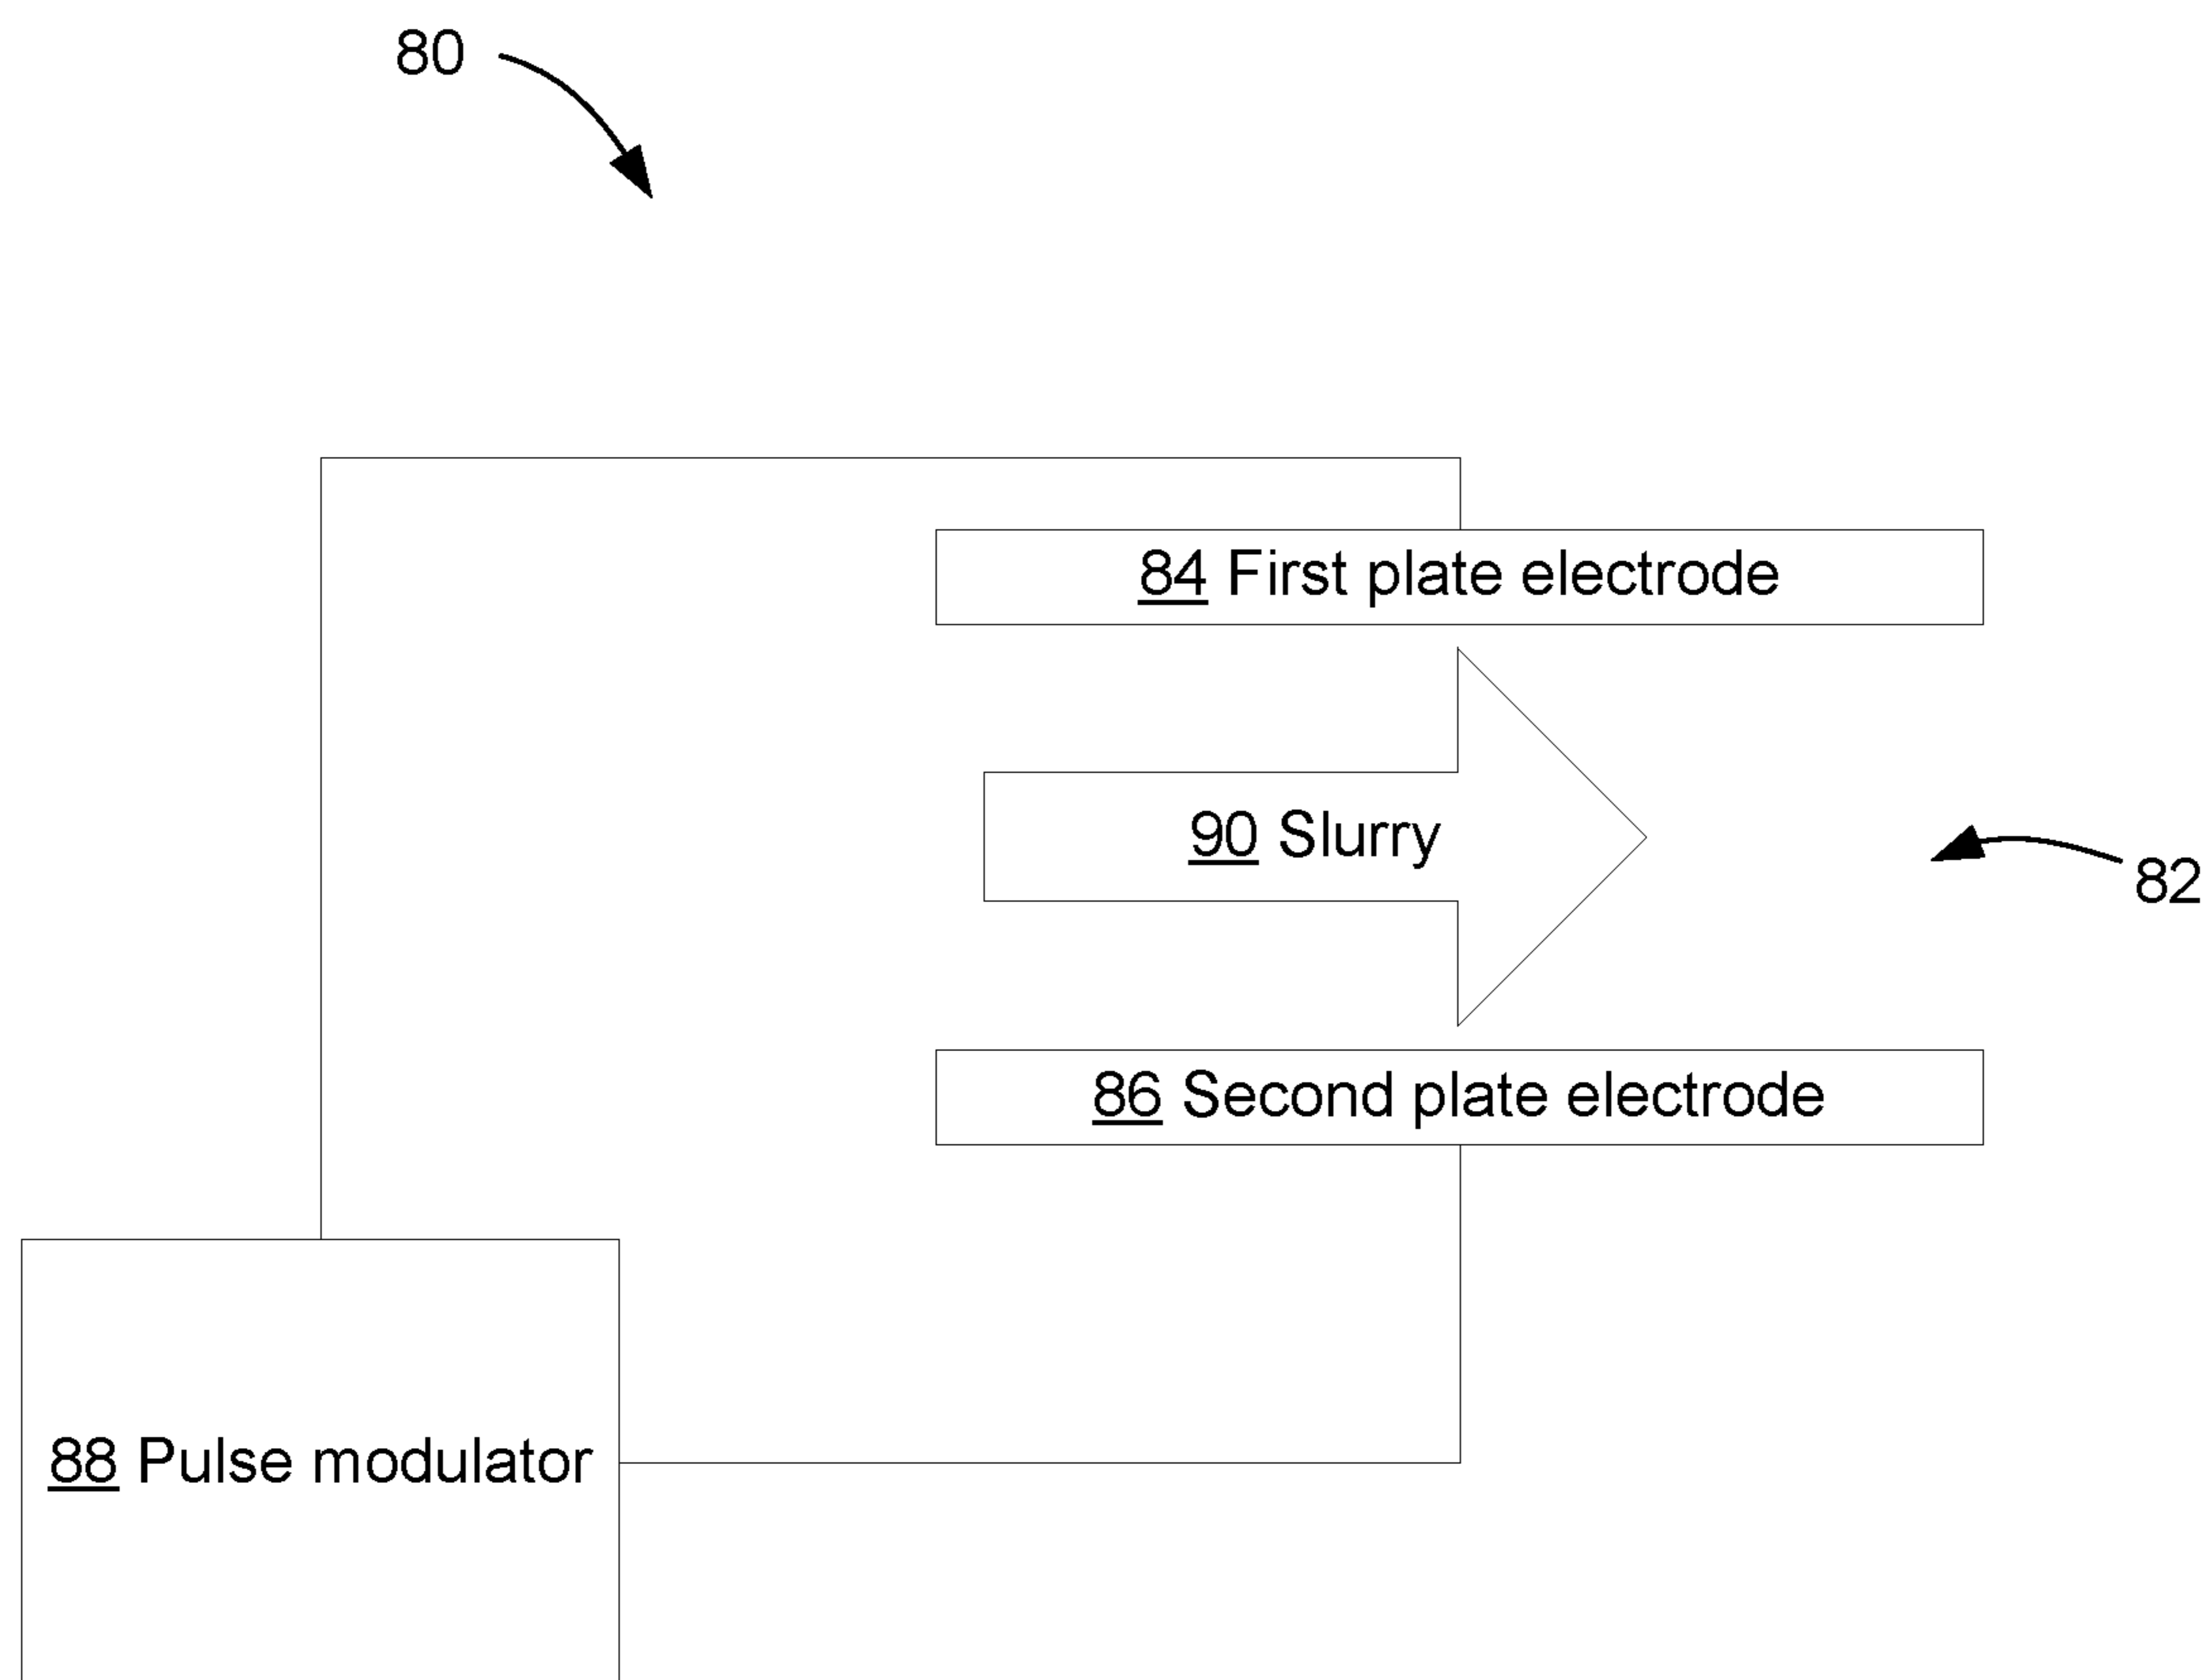 80
84 First plate electrode
90 Slurry
82
86 Second plate electrode
88 Pulse modulator